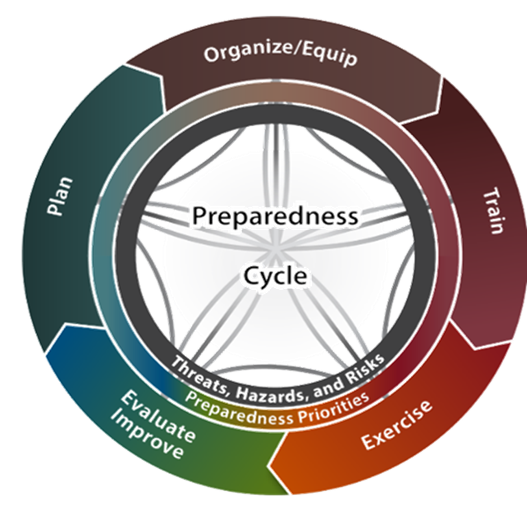 Organize/Equip
Plan
Train
Preparedness
Cycle
Threats, Hazards, and Risks
Preparedness Priorities
Evaluate
Improve
Exercise